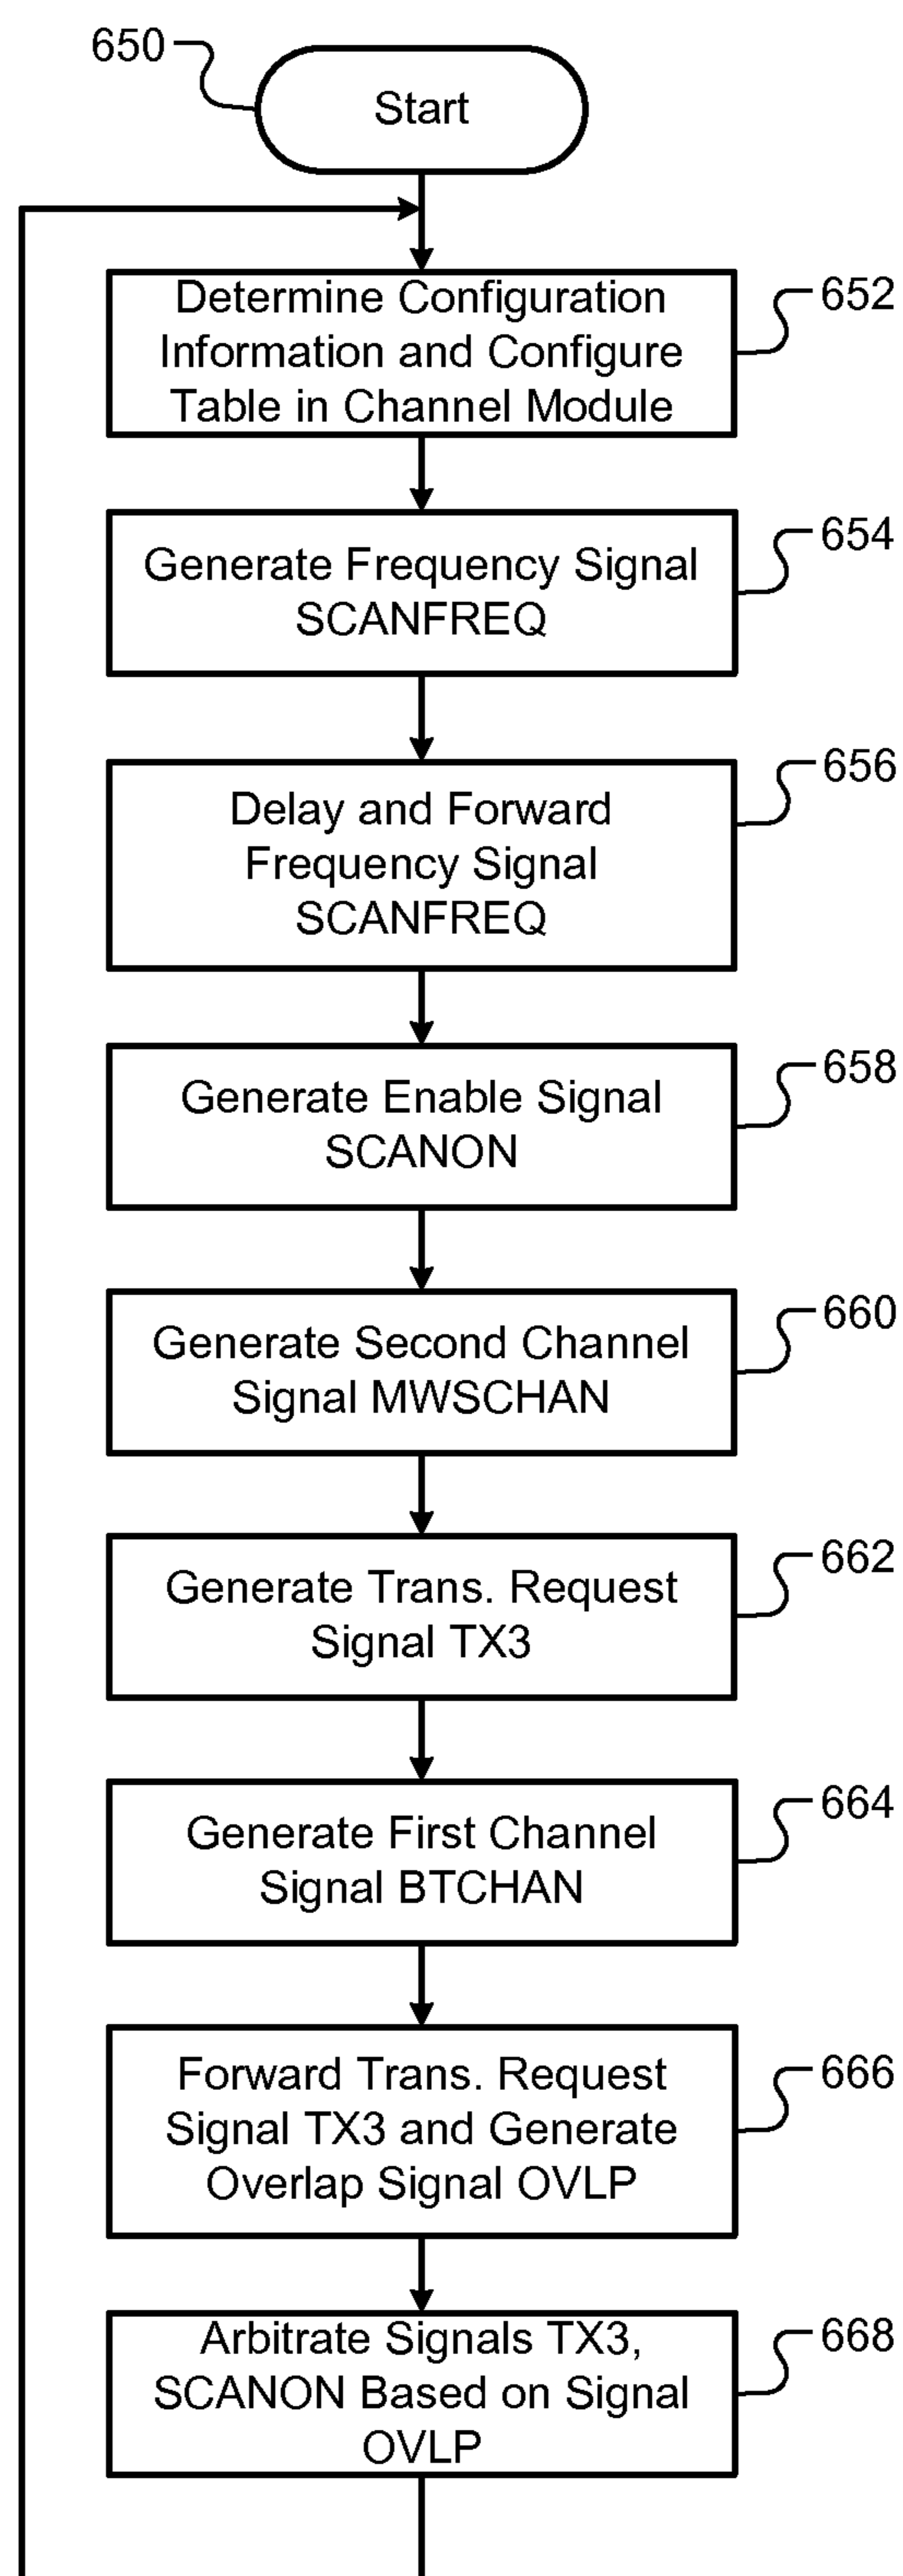 650
Start
Determine Configuration
Information and Configure
Table in Channel Module
652
Generate Frequency Signal
SCANFREQ
654
Delay and Forward
Frequency Signal
SCANFREQ
656
Generate Enable Signal
SCANON
658
Generate Second Channel
Signal MWSCHAN
660
Generate Trans. Request
Signal TX3
662
Generate First Channel
Signal BTCHAN
664
Forward Trans. Request
Signal TX3 and Generate
Overlap Signal OVLP
666
Arbitrate Signals TX3,
SCANON Based on Signal
OVLP
668